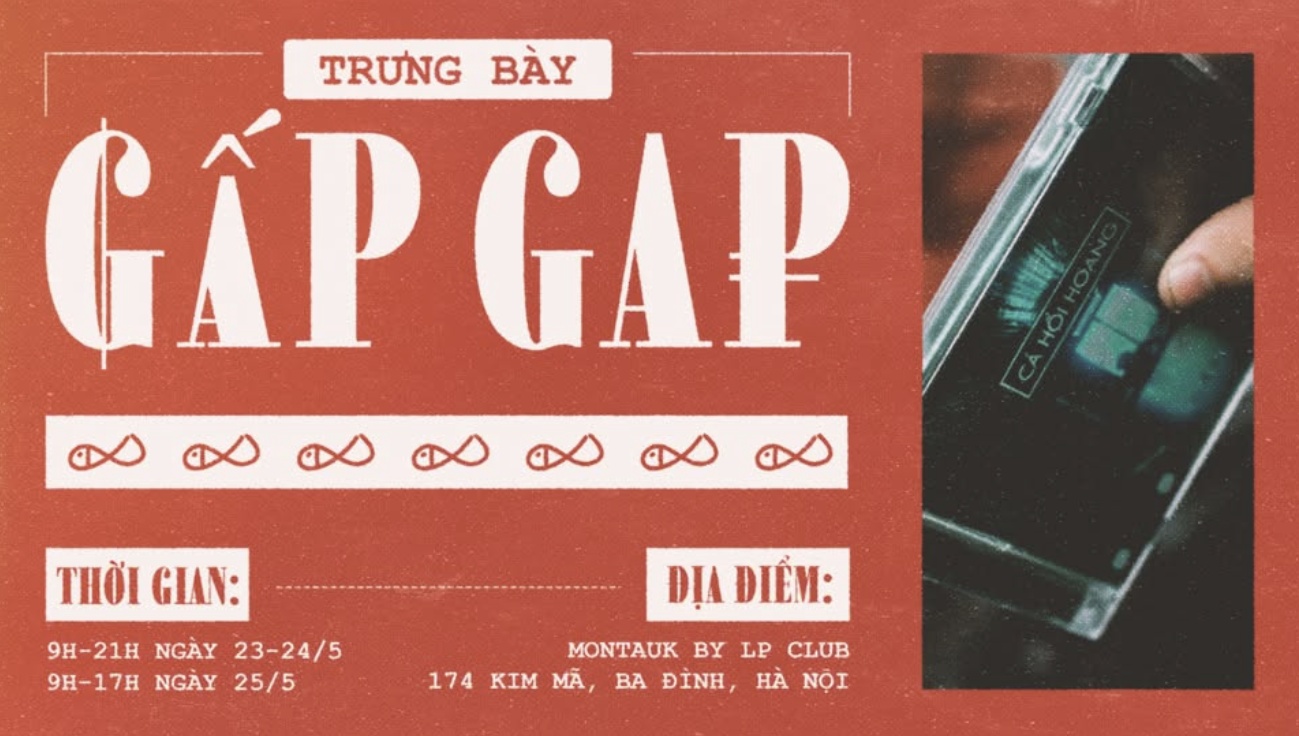 TRƯNG BÀY
GẤP GAP
THỜI GIAN:
9H-21H NGÀY 23-24/5
9H-17H NGÀY 25/5
ĐỊA ĐIỂM:
MONTAUK BY LP CLUB
174 KIM MÃ, BA ĐÌNH, HÀ NỘI
CÁ HỒI HOANG